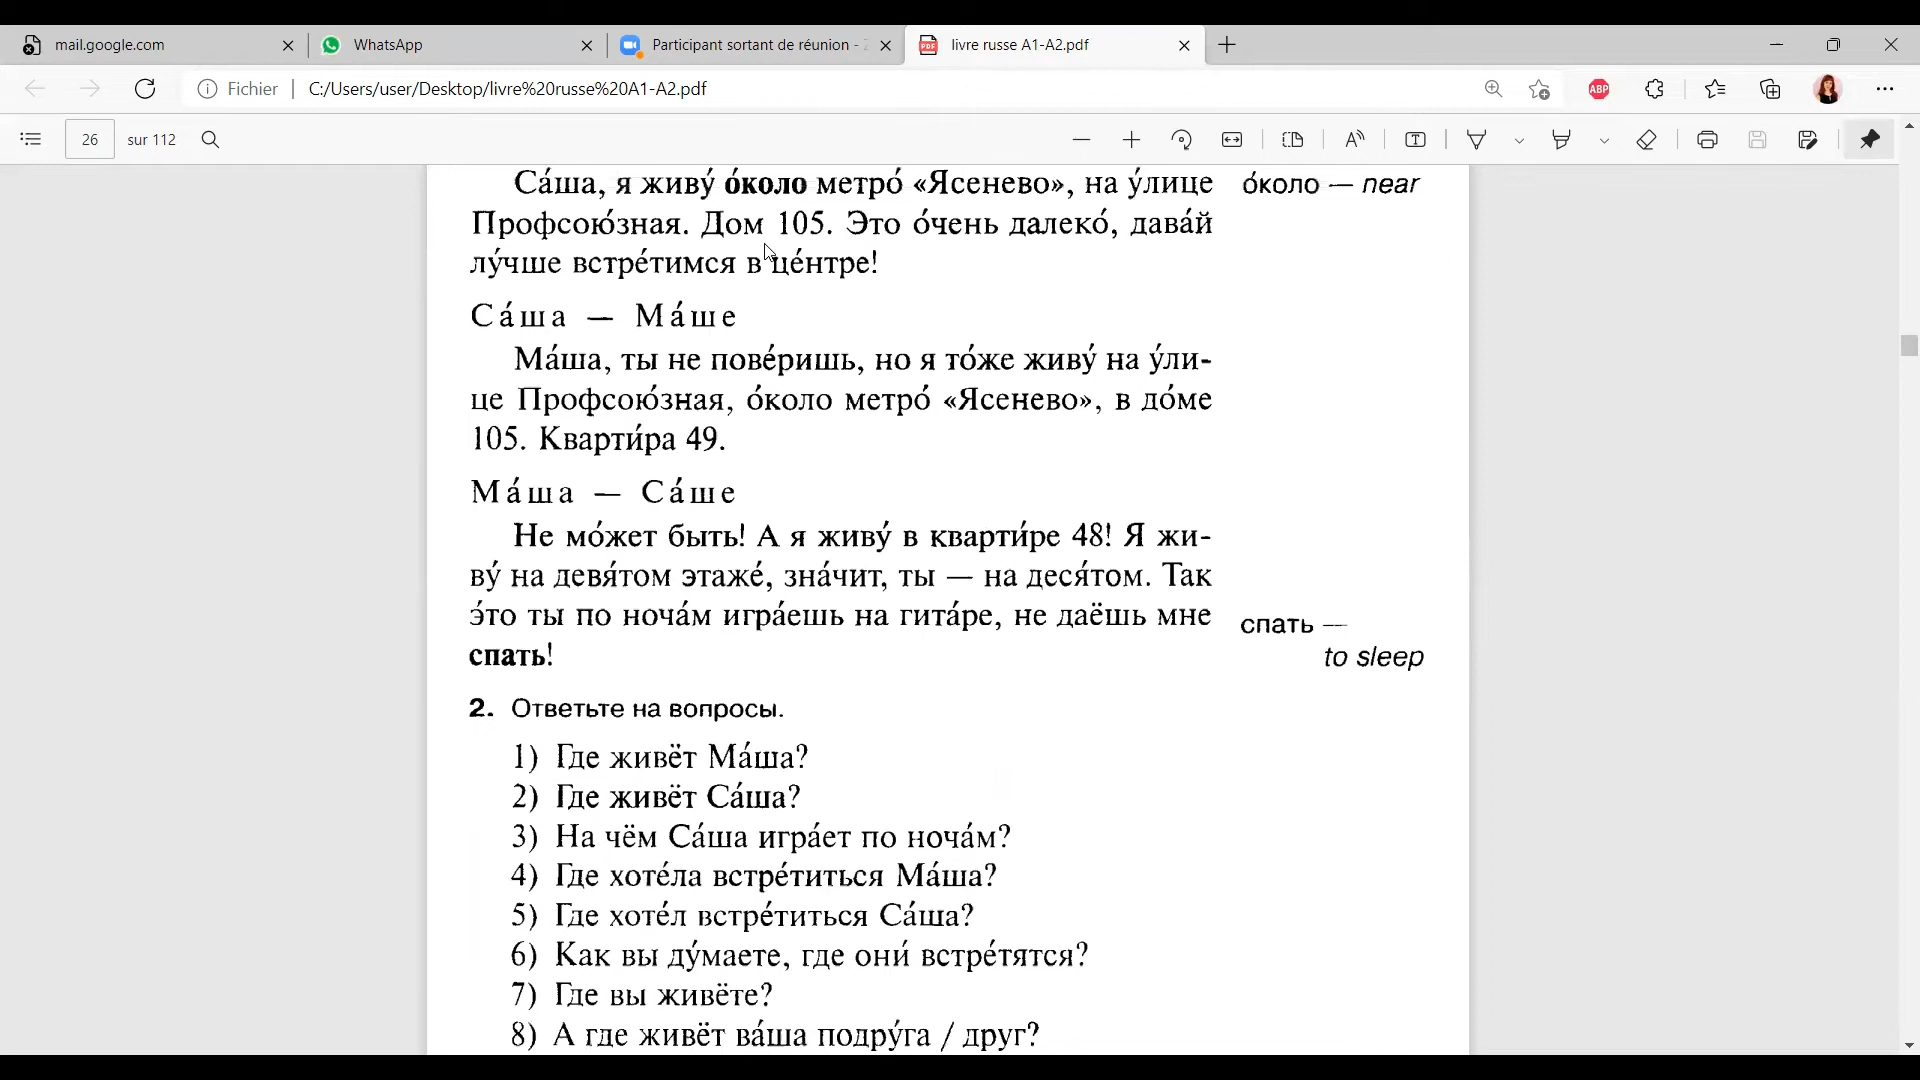 mail.google.com
WhatsApp
Participant sortant de réunion -
livre russe A1-A2.pdf
Fichier
C:/Users/user/Desktop/livre%20russe%20A1-A2.pdf
ABP
26 sur 112
Са́ша, я живу́ о́коло метро́ «Ясенево», на у́лице
о́коло — near
Профсою́зная. Дом 105. Это о́чень далеко́, дава́й
лу́чше встре́тимся в це́нтре!
Са́ша — Ма́ше
Ма́ша, ты не пове́ришь, но я то́же живу́ на у́ли-
це Профсою́зная, о́коло метро́ «Ясенево», в до́ме
105. Кварти́ра 49.
Ма́ша — Са́ше
Не мо́жет быть! А я живу́ в кварти́ре 48! Я жи-
ву́ на девя́том этаже́, зна́чит, ты — на деся́том. Так
э́то ты по ноча́м игра́ешь на гита́ре, не даёшь мне
спать!
спать —
to sleep
2. Ответьте на вопросы.
1) Где живёт Ма́ша?
2) Где живёт Са́ша?
3) На чём Са́ша игра́ет по ноча́м?
4) Где хоте́ла встре́титься Ма́ша?
5) Где хоте́л встре́титься Са́ша?
6) Как вы ду́маете, где они́ встре́тятся?
7) Где вы живёте?
8) А где живёт ва́ша подру́га / друг?